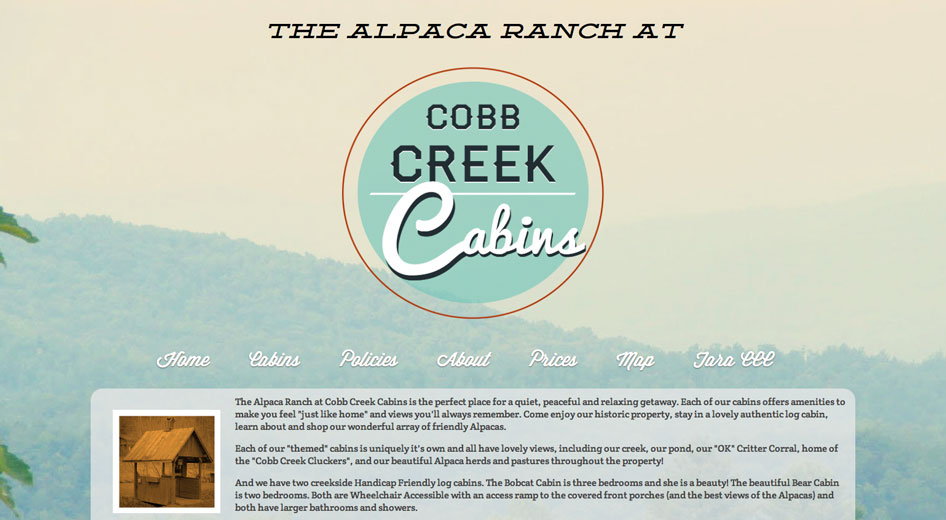 THE ALPACA RANCH AT
COBB
CREEK
Cabins
Home Cabins Policies About Prices Map Tara CCC
The Alpaca Ranch at Cobb Creek Cabins is the perfect place for a quiet, peaceful and relaxing getaway. Each of our cabins offers amenities to
make you feel "just like home" and views you'll always remember. Come enjoy our historic property, stay in a lovely authentic log cabin,
learn about and shop our wonderful array of friendly Alpacas.
Each of our "themed" cabins is uniquely it's own and all have lovely views, including our creek, our pond, our "OK" Critter Corral, home of
the "Cobb Creek Cluckers", and our beautiful Alpaca herds and pastures throughout the property!
And we have two creekside Handicap Friendly log cabins. The Bobcat Cabin is three bedrooms and she is a beauty! The beautiful Bear Cabin
is two bedrooms. Both are Wheelchair Accessible with an access ramp to the covered front porches (and the best views of the Alpacas) and
both have larger bathrooms and showers.